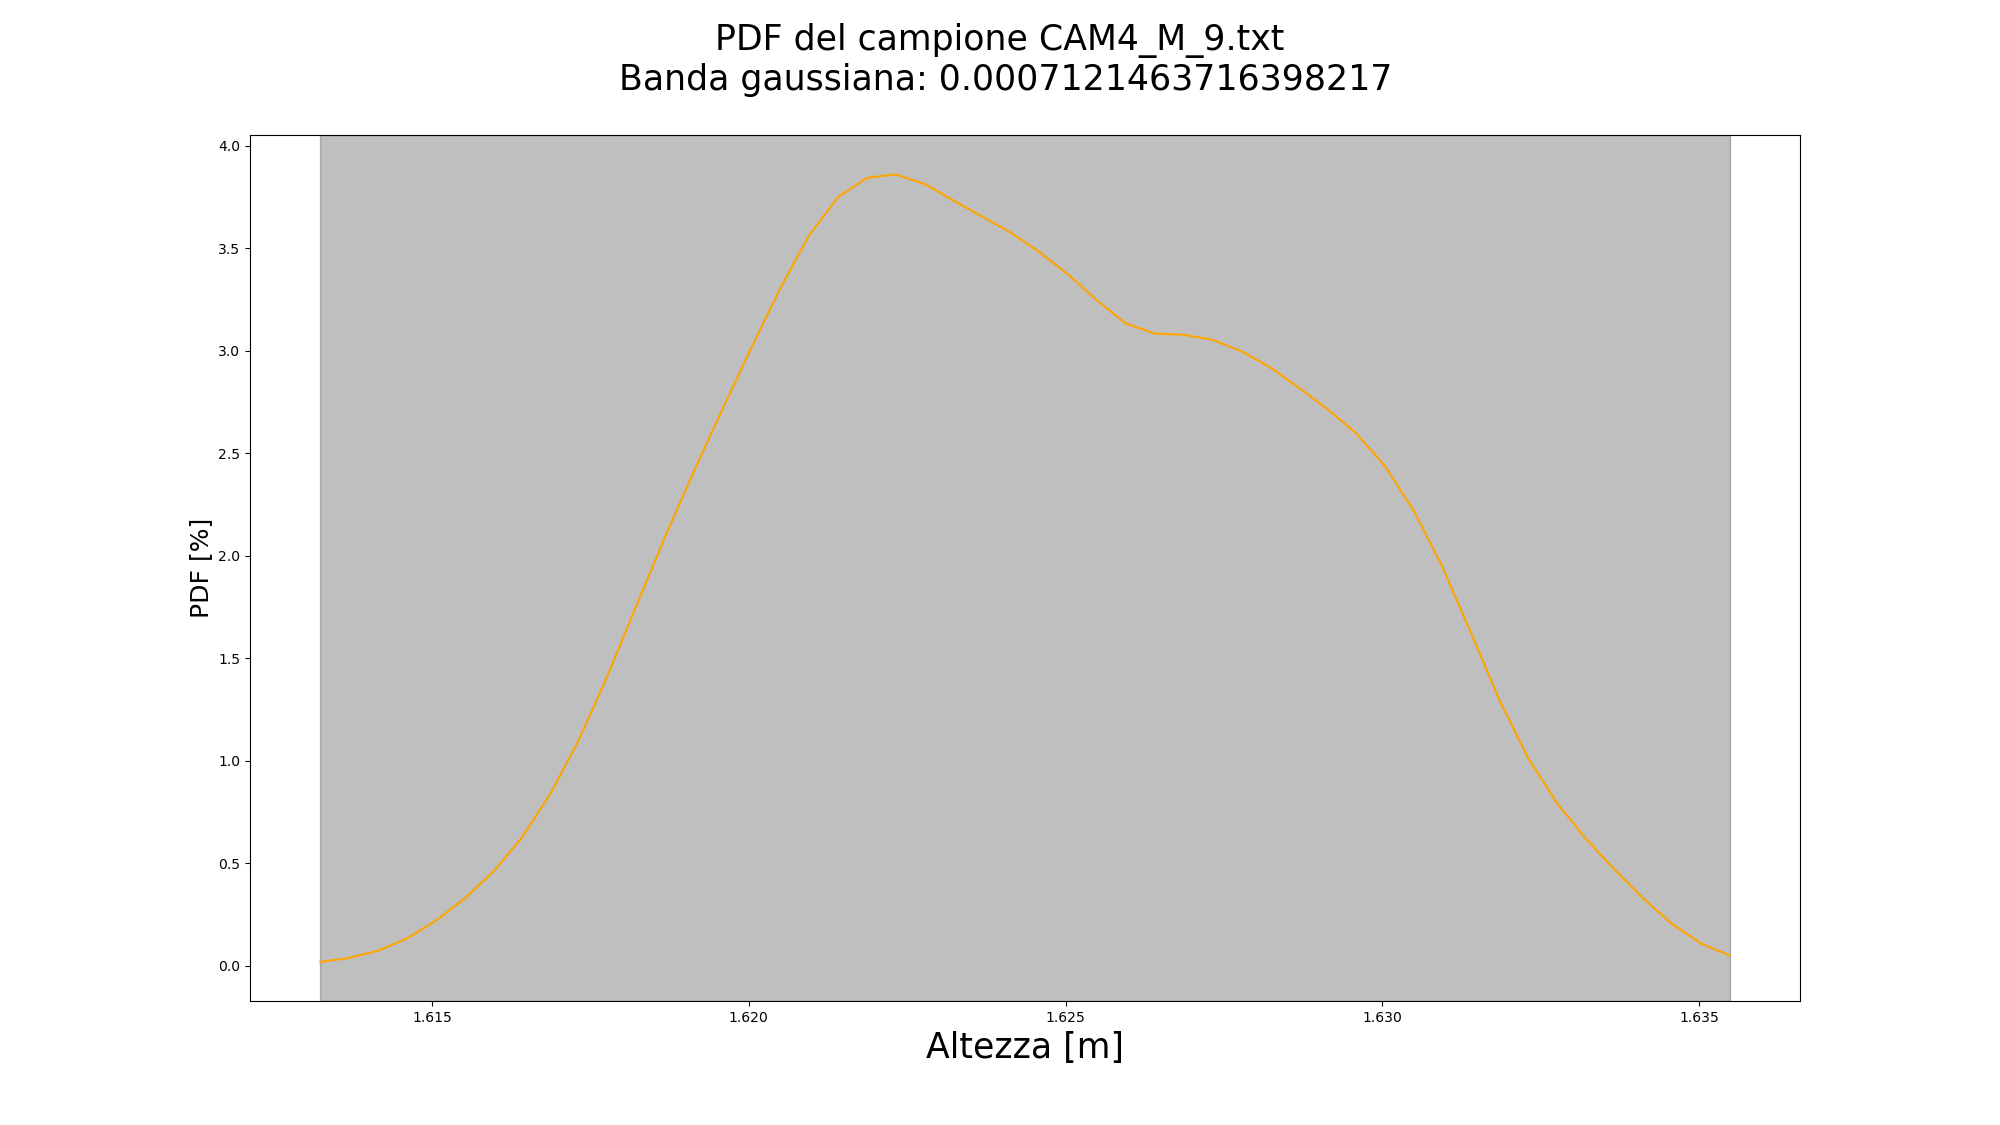 PDF del campione CAM4_M_9.txt
Banda gaussiana: 0.0007121463716398217
4.0
3.5
3.0
2.5
2.0
1.5
1.0
0.5
0.0
PDF [%]
1.615 1.620 1.625 1.630 1.635
Altezza [m]